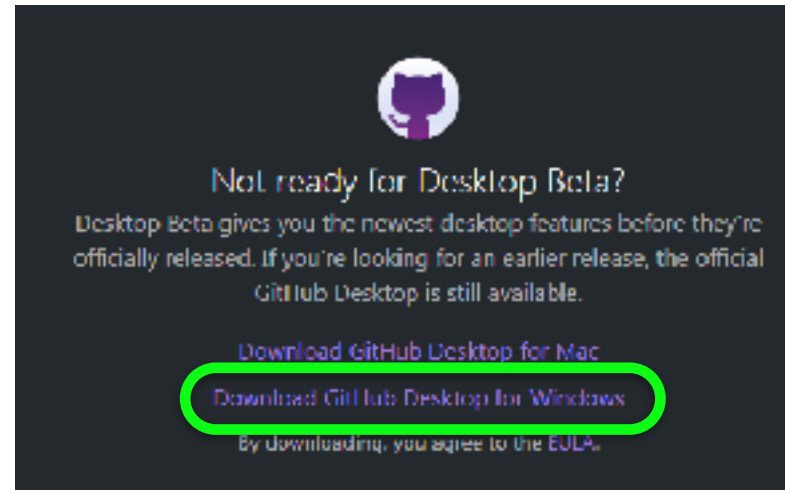 Not ready for Desktop Beta?
Desktop Beta gives you the newest desktop features before they're
officially released. If you're looking for an earlier release, the official
GitHub Desktop is still available.
Download GitHub Desktop for Mac
Download GitHub Desktop for Windows
By downloading, you agree to the EULA.